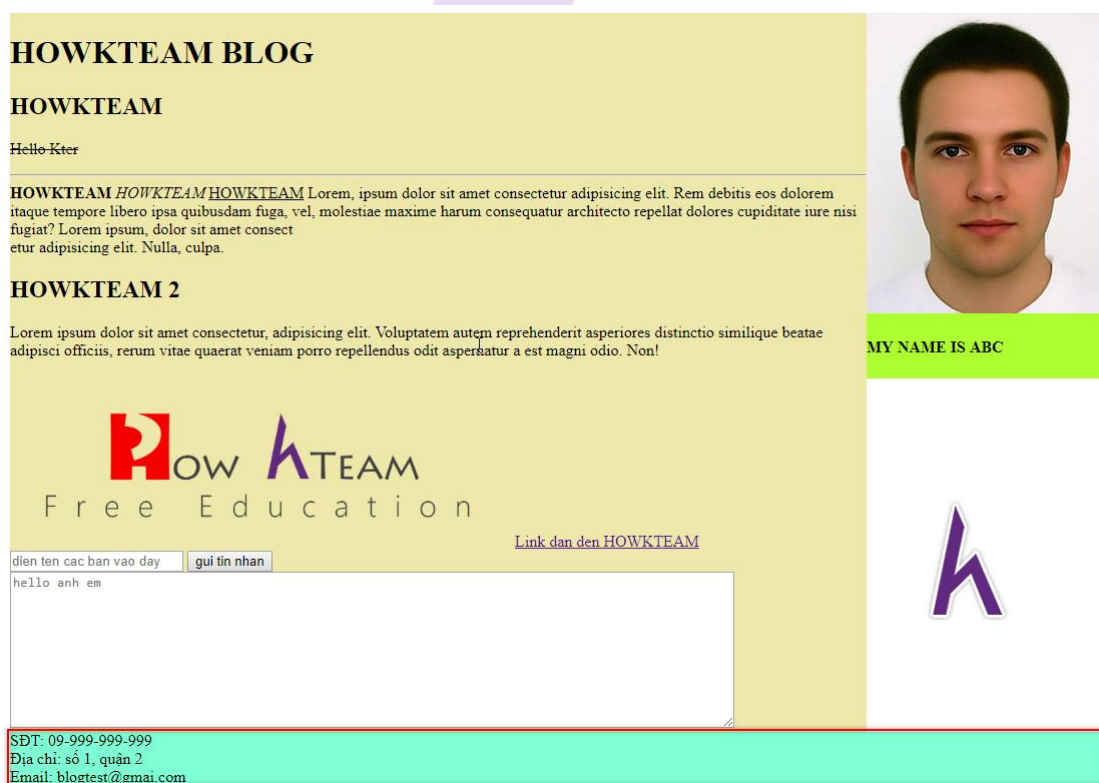 HOWKTEAM BLOG
HOWKTEAM
Hello Kter
HOWKTEAM HOWKTEAM HOWKTEAM Lorem, ipsum dolor sit amet consectetur adipisicing elit. Rem debitis eos dolorem
itaque tempore libero ipsa quibusdam fuga, vel, molestiae maxime harum consequatur architecto repellat dolores cupiditate iure nisi
fugiat? Lorem ipsum, dolor sit amet consect
etur adipisicing elit. Nulla, culpa.
HOWKTEAM 2
Lorem ipsum dolor sit amet consectetur, adipisicing elit. Voluptatem autem reprehenderit asperiores distinctio similique beatae
adipisci officiis, rerum vitae quaerat veniam porro repellendus odit aspernatur a est magni odio. Non!
MY NAME IS ABC
How kTeam
Free Education
Link dan den HOWKTEAM
dien ten cac ban vao day gui tin nhan
hello anh em
SĐT: 09-999-999-999
Địa chỉ: số 1, quận 2
Email: blogtest@gmai.com